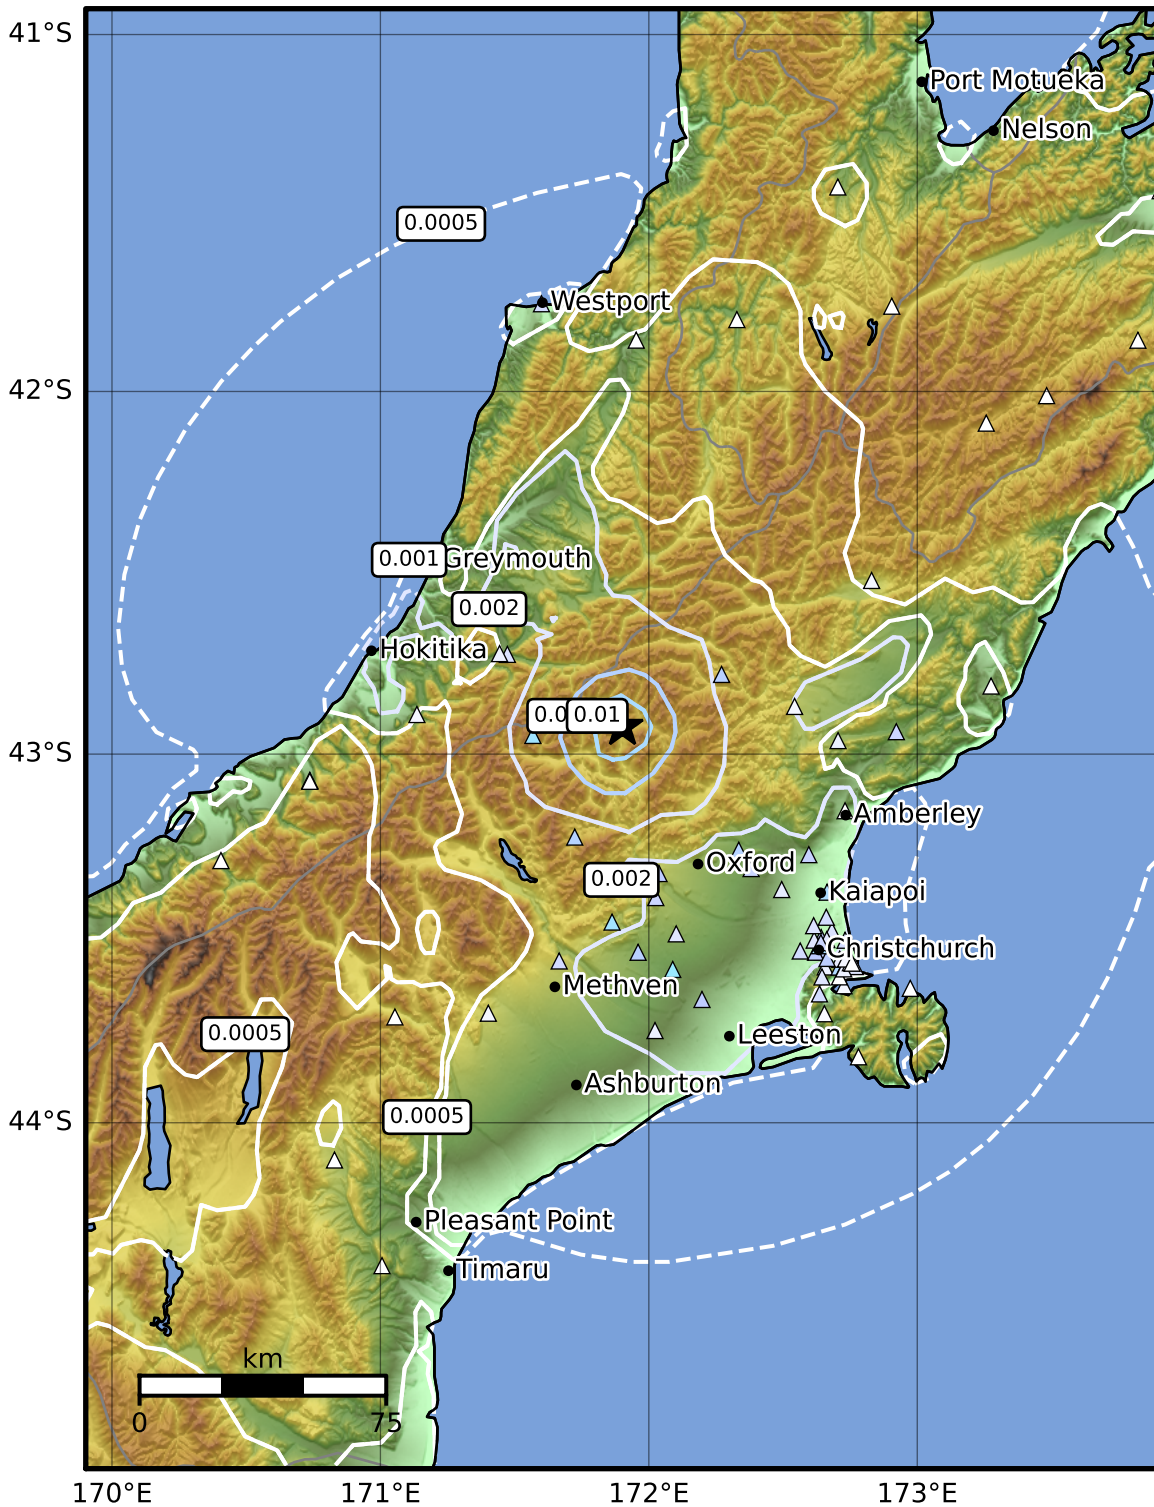 41°S
Port Motueka
Nelson
0.0005
Westport
42°S
0.001
Greymouth
0.002
Hokitika
0.0
0.01
43°S
Amberley
Oxford
0.002
Kaiapoi
Christchurch
Methven
0.0005
Leeston
Ashburton
0.0005
44°S
Pleasant Point
Timaru
km
0
75
170°E
171°E
172°E
173°E